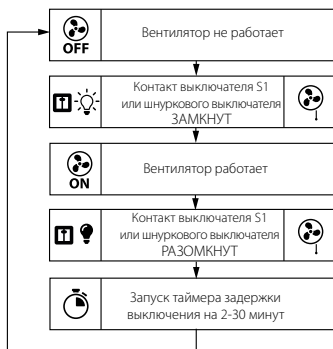 OFF
Вентилятор не работает
Контакт выключателя S1
или шнуркового выключателя
ЗАМКНУТ
ON
Вентилятор работает
Контакт выключателя S1
или шнуркового выключателя
РАЗОМКНУТ
Запуск таймера задержки
выключения на 2-30 минут